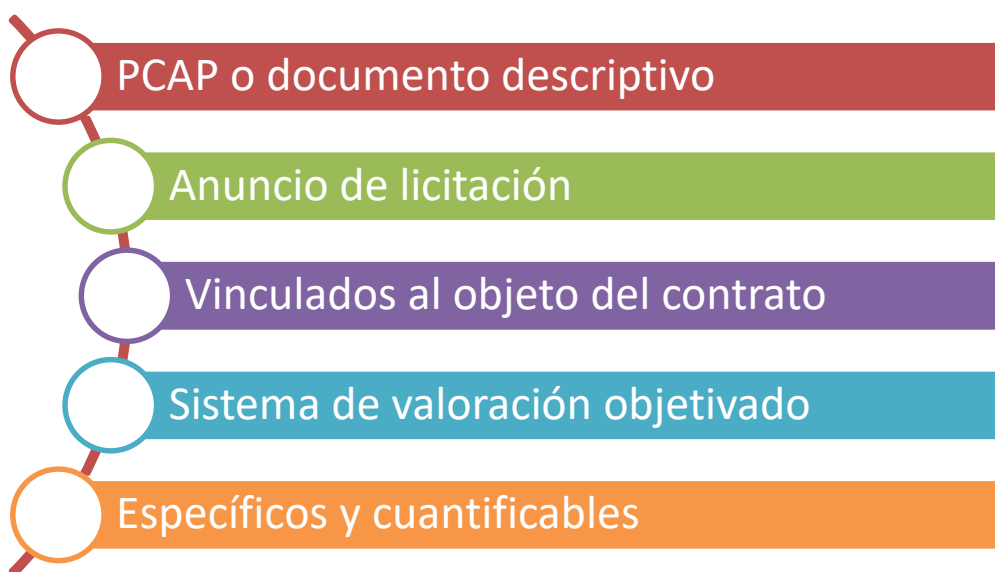 PCAP o documento descriptivo
Anuncio de licitación
Vinculados al objeto del contrato
Sistema de valoración objetivado
Específicos y cuantificables